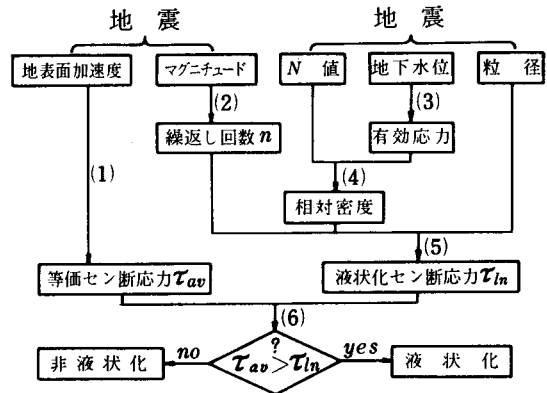 地震 地震
地表面加速度 マグニチュード N 値 地下水位 粒径
(2) (3)
繰返し回数 n 有効応力
(1) (4)
相対密度
(5)
等価セン断応力 τav 液状化セン断応力 τln
(6)
?
非液状化 no τav>τln yes 液状化